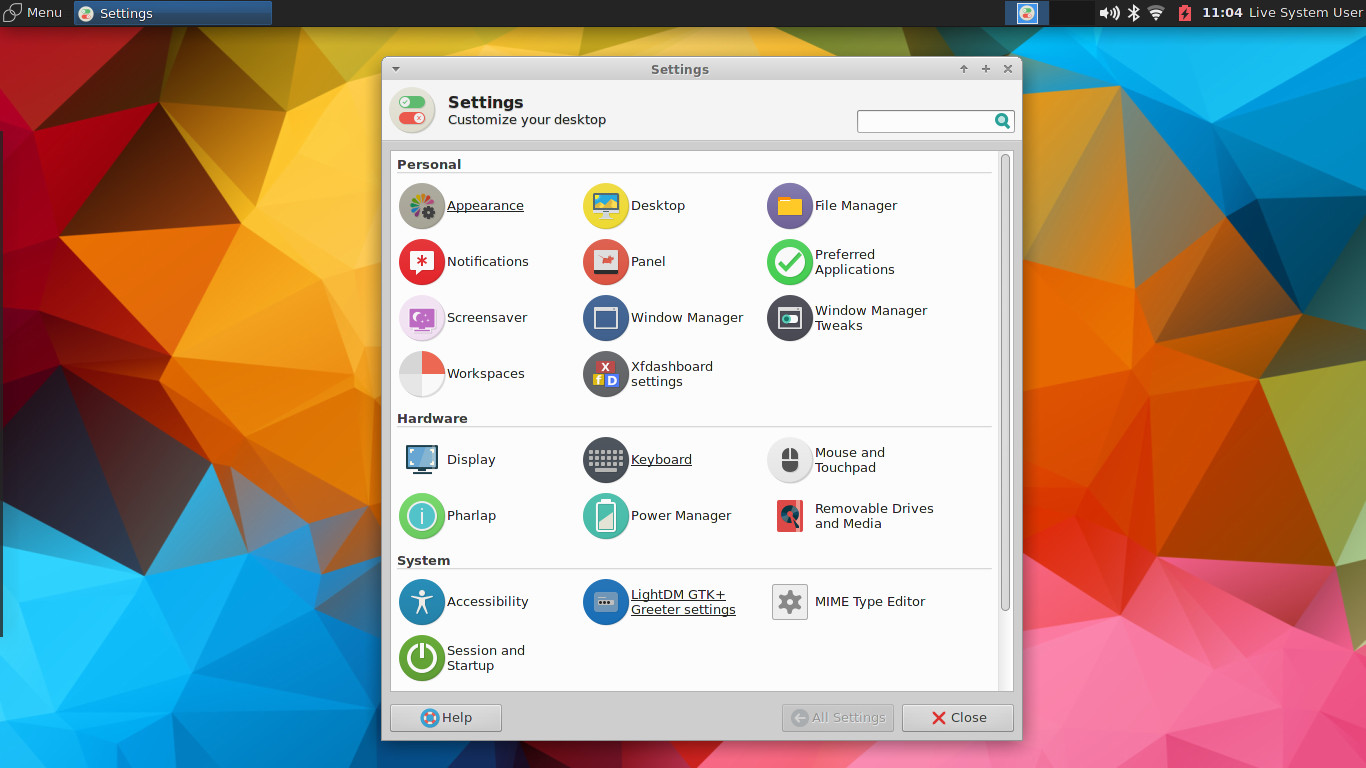 Menu Settings 11:04 Live System User
Settings
Settings
Customize your desktop
Personal
Appearance Desktop File Manager
Notifications Panel Preferred
Applications
Screensaver Window Manager Window Manager
Tweaks
Workspaces Xfdashboard
settings
Hardware
Display Keyboard Mouse and
Touchpad
Pharlap Power Manager Removable Drives
and Media
System
Accessibility LightDM GTK+
Greeter settings
MIME Type Editor
Session and
Startup
Help All Settings Close